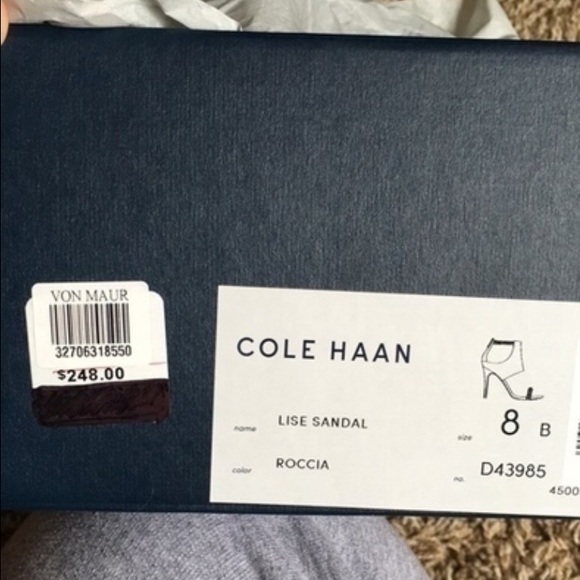 VON MAUR
32706318550
$248.00
COLE HAAN
name LISE SANDAL
size 8 B
color ROCCIA
no. D43985
4500